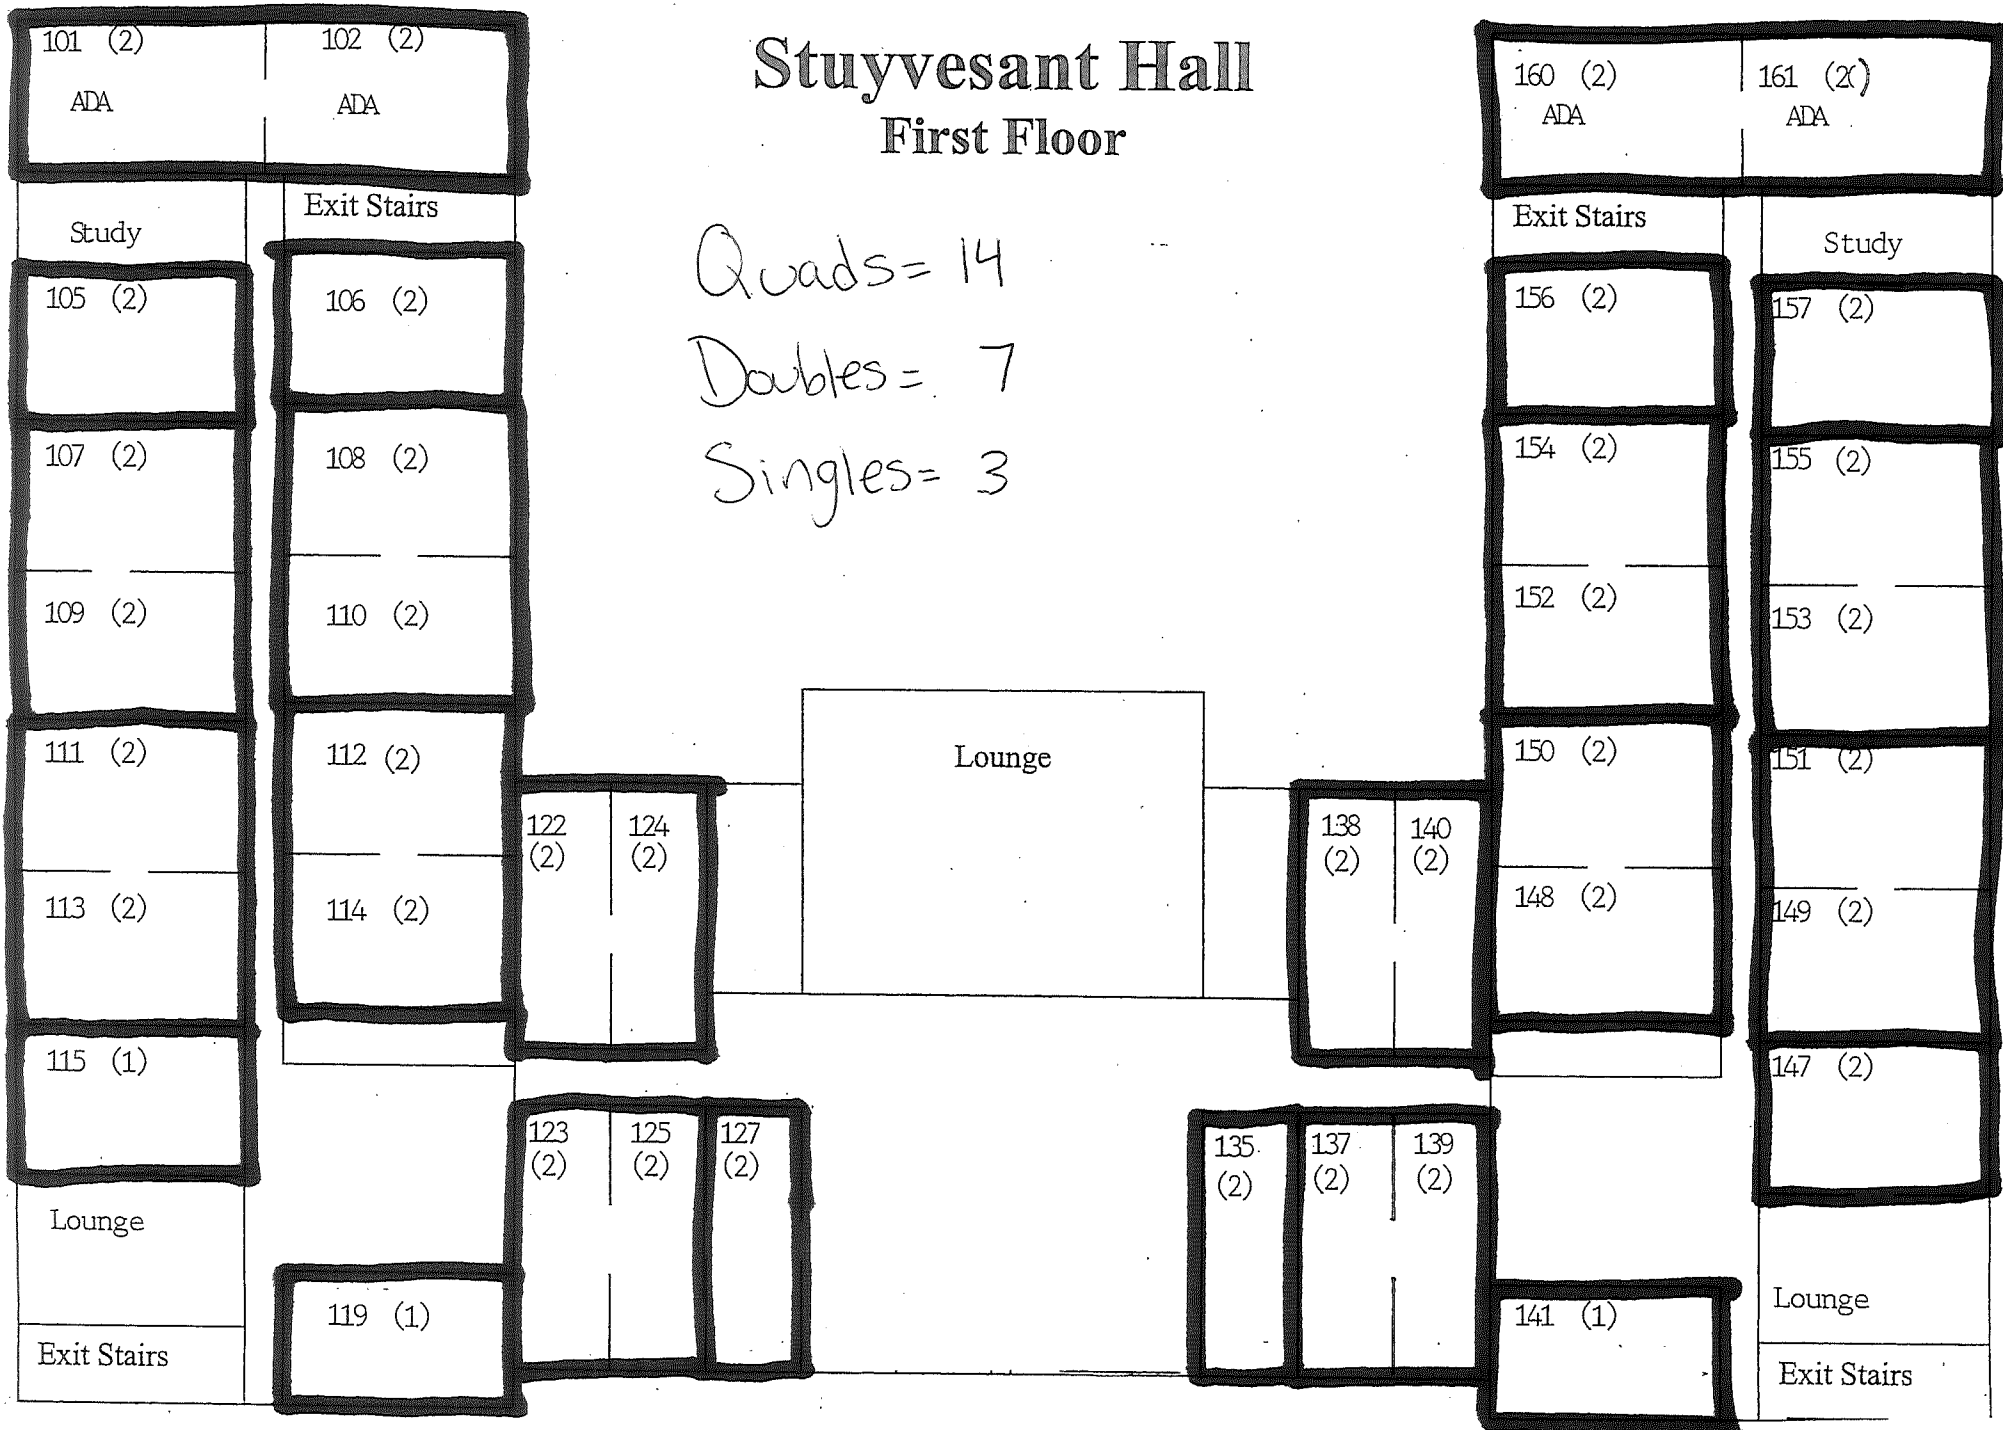 Stuyvesant Hall
First Floor
101 (2)
ADA
102 (2)
ADA
Study
Exit Stairs
105 (2)
106 (2)
107 (2)
108 (2)
109 (2)
110 (2)
111 (2)
112 (2)
113 (2)
114 (2)
115 (1)
Lounge
Exit Stairs
119 (1)
122
(2)
124
(2)
123
(2)
125
(2)
127
(2)
Quads= 14
Doubles= 7
Singles= 3
Lounge
138
(2)
140
(2)
135
(2)
137
(2)
139
(2)
160 (2)
ADA
161 (2)
ADA
Exit Stairs
Study
156 (2)
157 (2)
154 (2)
155 (2)
152 (2)
153 (2)
150 (2)
151 (2)
148 (2)
149 (2)
147 (2)
141 (1)
Lounge
Exit Stairs